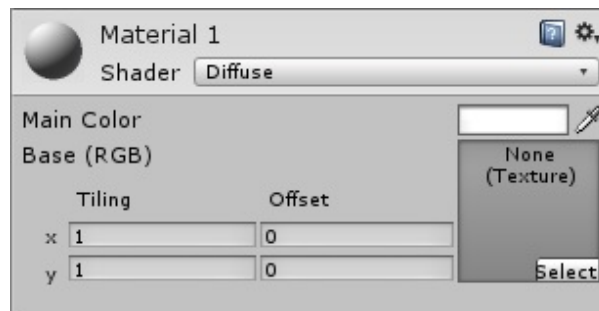 Material 1
Shader Diffuse
Main Color
Base (RGB)
None
(Texture)
Tiling Offset
x 1 0
y 1 0
Select